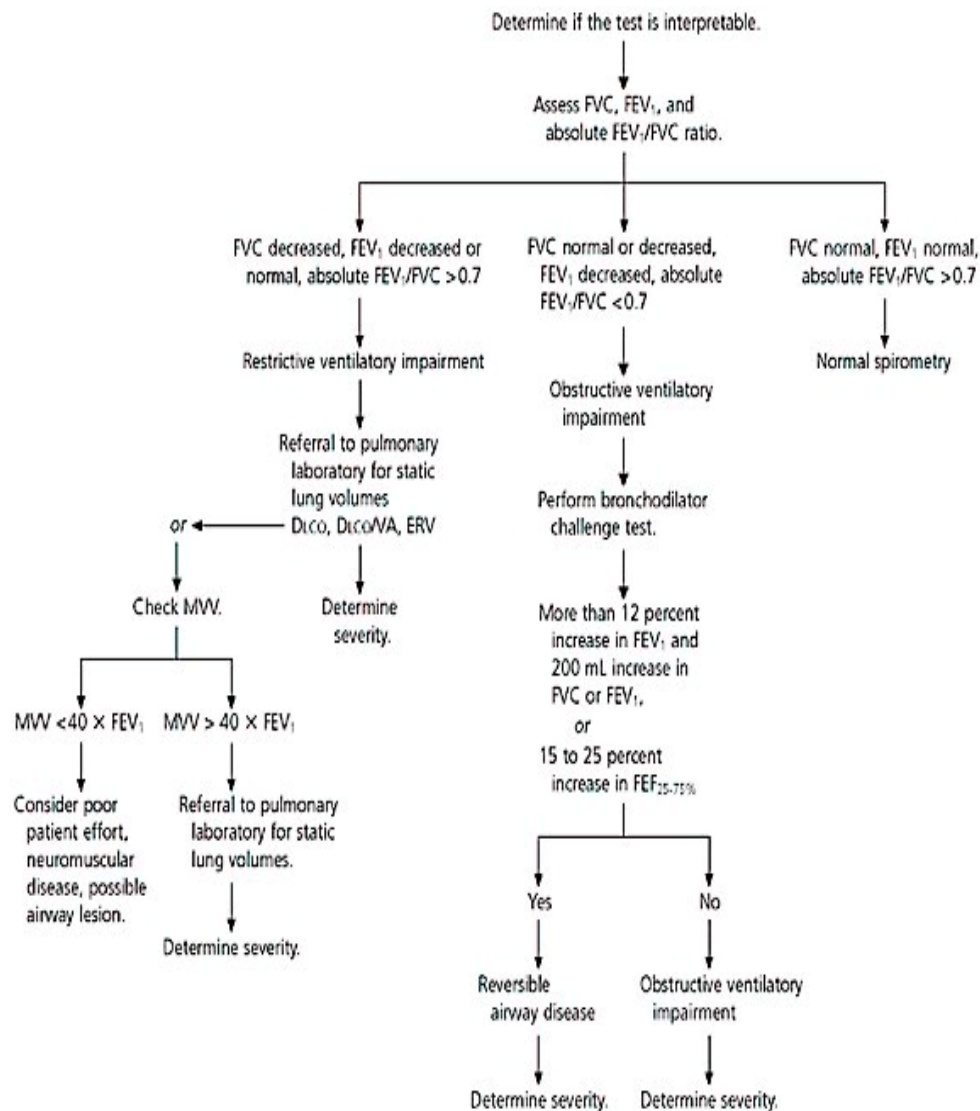 Determine if the test is interpretable.
Assess FVC, FEV₁, and
absolute FEV₁/FVC ratio.
FVC decreased, FEV₁ decreased or
normal, absolute FEV₁/FVC >0.7
Restrictive ventilatory impairment
Referral to pulmonary
laboratory for static
lung volumes
DLCO, DLCO/VA, ERV
or
Determine
severity.
Check MVV.
MVV <40 × FEV₁
Consider poor
patient effort,
neuromuscular
disease, possible
airway lesion.
MVV > 40 × FEV₁
Referral to pulmonary
laboratory for static
lung volumes.
Determine severity.
FVC normal or decreased,
FEV₁ decreased, absolute
FEV₁/FVC <0.7
Obstructive ventilatory
impairment
Perform bronchodilator
challenge test.
More than 12 percent
increase in FEV₁ and
200 mL increase in
FVC or FEV₁,
or
15 to 25 percent
increase in FEF₂₅₋₇₅%
Yes
Reversible
airway disease
Determine severity.
No
Obstructive ventilatory
impairment
Determine severity.
FVC normal, FEV₁ normal,
absolute FEV₁/FVC >0.7
Normal spirometry